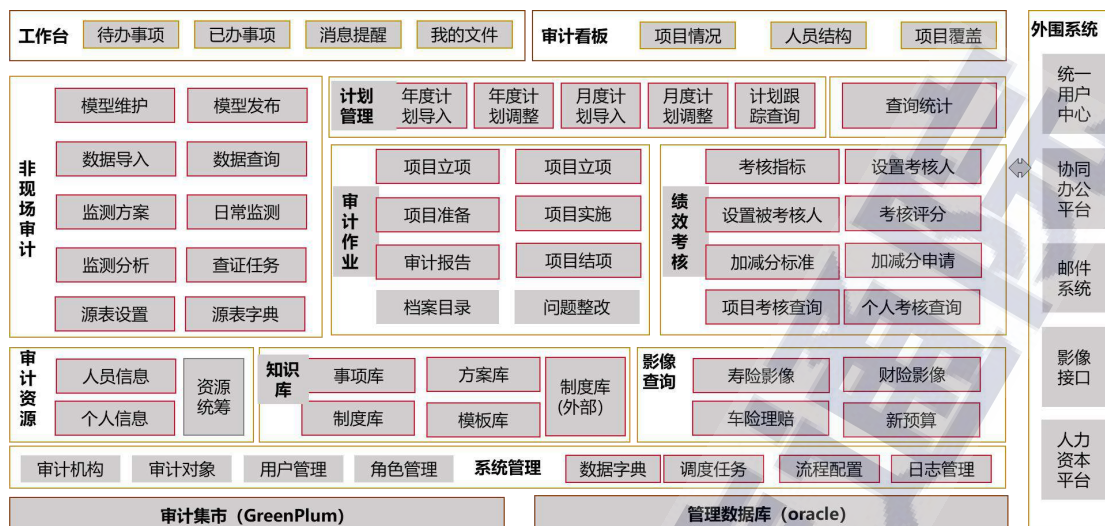 工作台
待办事项
已办事项
消息提醒
我的文件
审计看板
项目情况
人员结构
项目覆盖
非
现
场
审
计
模型维护
模型发布
数据导入
数据查询
监测方案
日常监测
监测分析
查证任务
源表设置
源表字典
计划
管理
年度计
划导入
年度计
划调整
月度计
划导入
月度计
划调整
计划跟
踪查询
查询统计
审
计
作
业
项目立项
项目立项
项目准备
项目实施
审计报告
项目结项
档案目录
问题整改
绩
效
考
核
考核指标
设置考核人
设置被考核人
考核评分
加减分标准
加减分申请
项目考核查询
个人考核查询
审
计
资
源
人员信息
个人信息
资源
统筹
知识
库
事项库
方案库
制度库
模板库
制度库
(外部)
影像
查询
寿险影像
财险影像
车险理赔
新预算
审计机构
审计对象
用户管理
角色管理
系统管理
数据字典
调度任务
流程配置
日志管理
审计集市（GreenPlum）
管理数据库（oracle）
外围系统
统一
用户
中心
协同
办公
平台
邮件
系统
影像
接口
人力
资本
平台